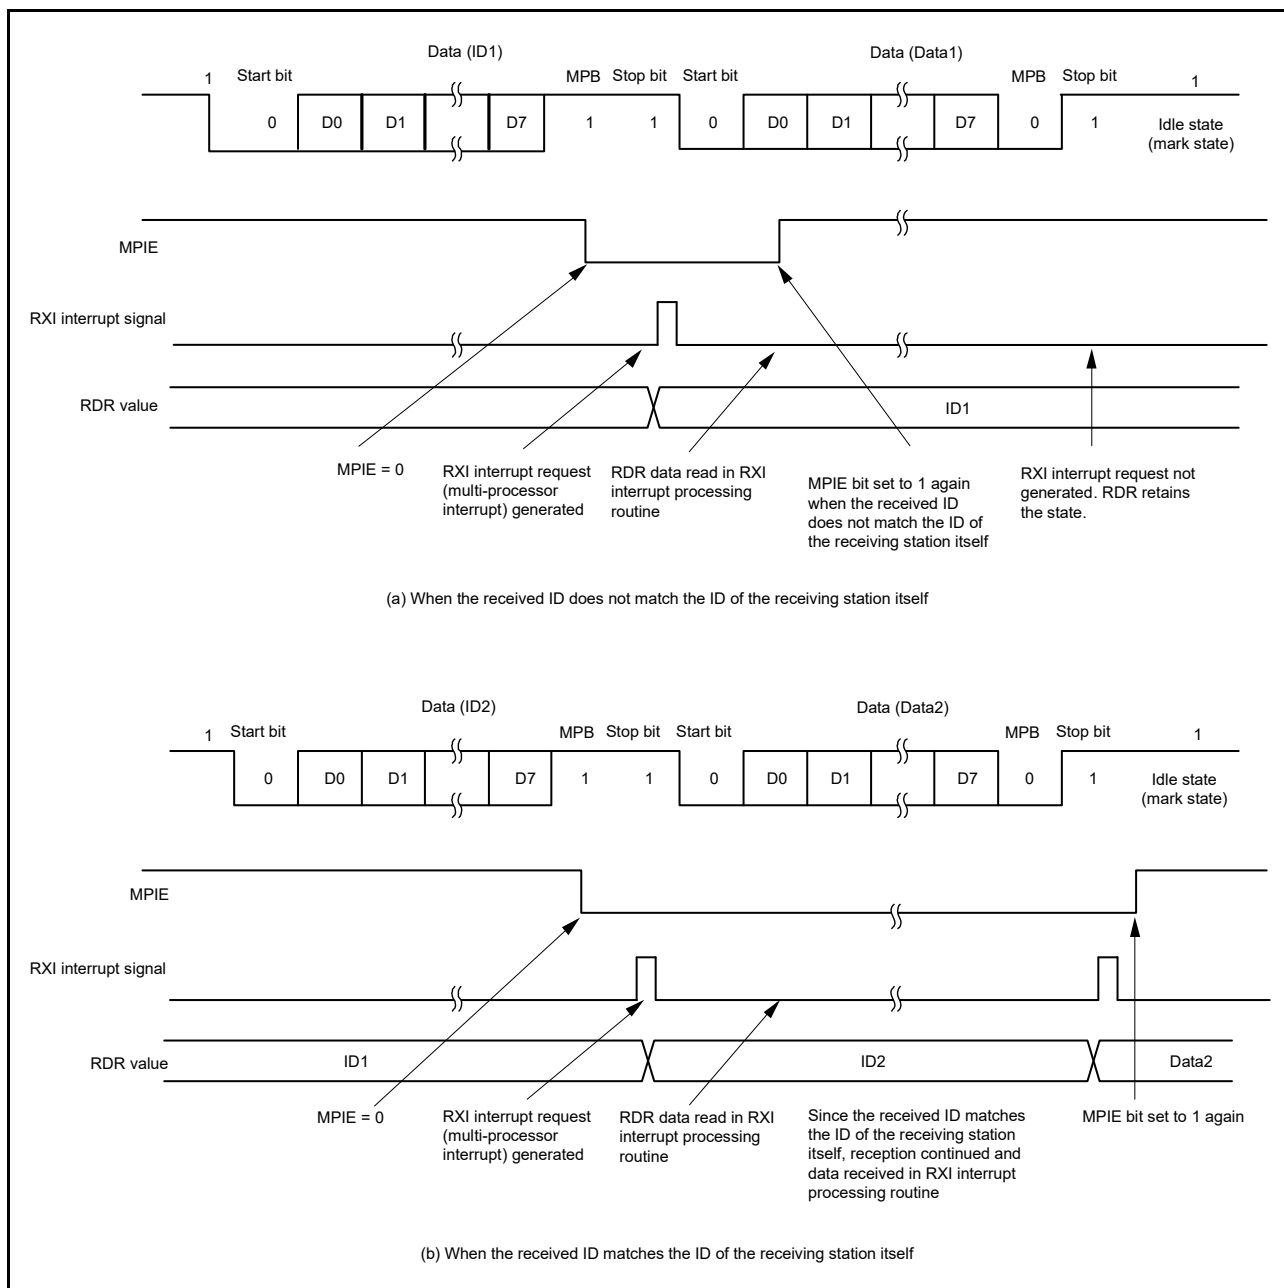 Data (ID1)
Data (Data1)
1 Start bit MPB Stop bit Start bit MPB Stop bit 1
0 D0 D1 D7 1 1 0 D0 D1 D7 0 1 Idle state
(mark state)
MPIE
RXI interrupt signal
RDR value
ID1
MPIE = 0
RXI interrupt request
(multi-processor
interrupt) generated
RDR data read in RXI
interrupt processing
routine
MPIE bit set to 1 again
when the received ID
does not match the ID of
the receiving station itself
RXI interrupt request not
generated. RDR retains
the state.
(a) When the received ID does not match the ID of the receiving station itself
Data (ID2)
Data (Data2)
1 Start bit MPB Stop bit Start bit MPB Stop bit 1
0 D0 D1 D7 1 1 0 D0 D1 D7 0 1 Idle state
(mark state)
MPIE
RXI interrupt signal
RDR value
ID1
ID2
Data2
MPIE = 0
RXI interrupt request
(multi-processor
interrupt) generated
RDR data read in RXI
interrupt processing
routine
Since the received ID matches
the ID of the receiving station
itself, reception continued and
data received in RXI interrupt
processing routine
MPIE bit set to 1 again
(b) When the received ID matches the ID of the receiving station itself